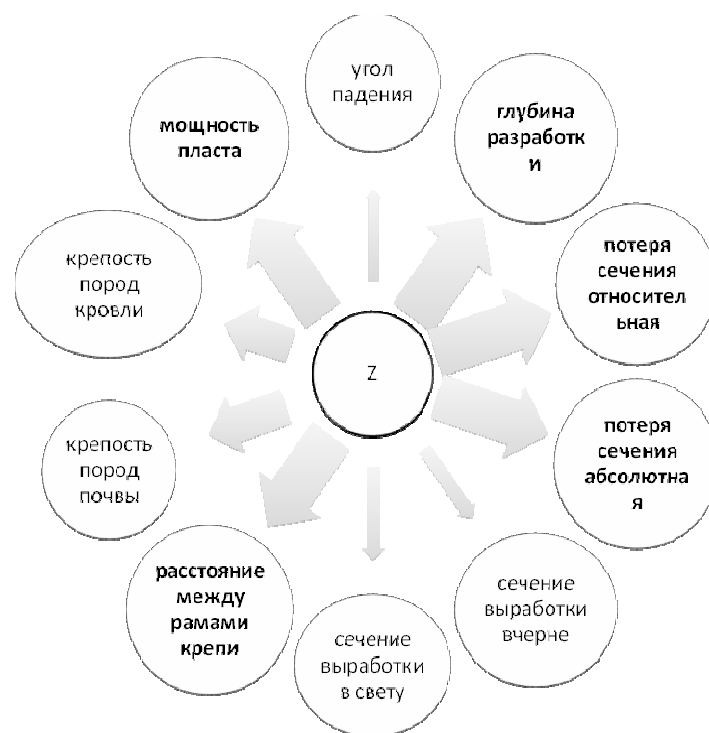 угол
падения
глубина
разработк
и
потеря
сечения
относител
ьная
потеря
сечения
абсолютна
я
сечение
выработки
вчерне
сечение
выработки
в свету
расстояние
между
рамами
крепи
крепость
пород
почвы
крепость
пород
кровли
мощность
пласта
Z